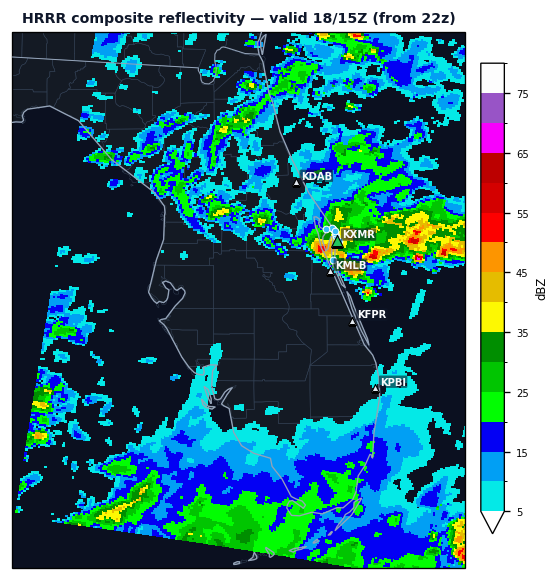 HRRR composite reflectivity — valid 18/15Z (from 22z)
KDAB
KXMR
KMLB
KFPR
KPBI
75
65
55
45
35
25
15
5
dBZ